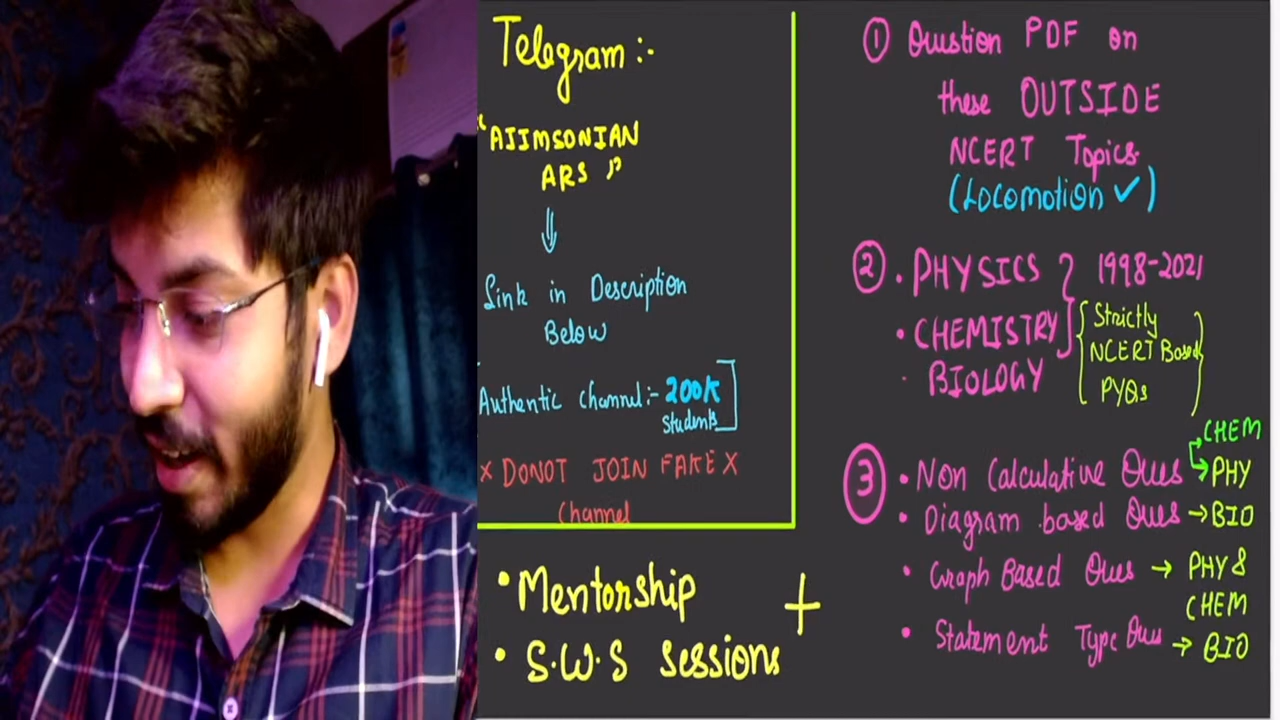 Telegram :-
"AIIMSONIAN
ARS "
Link in Description
Below
Authentic channel:- 200K
Students
x DONOT JOIN FAKE X
Channel
• Mentorship
• S.W.S Sessions
+
① Qustion PDF on
these OUTSIDE
NCERT Topics
(Locomotion ✓)
② • PHYSICS } 1998-2021
• CHEMISTRY
• BIOLOGY
{ Strictly
NCERT Based
PYQs }
③ • Non Calculative Ques → CHEM
→ PHY
• Diagram based Ques → BIO
• Graph Based Ques → PHY &
CHEM
• Statement Type Ques → BIO